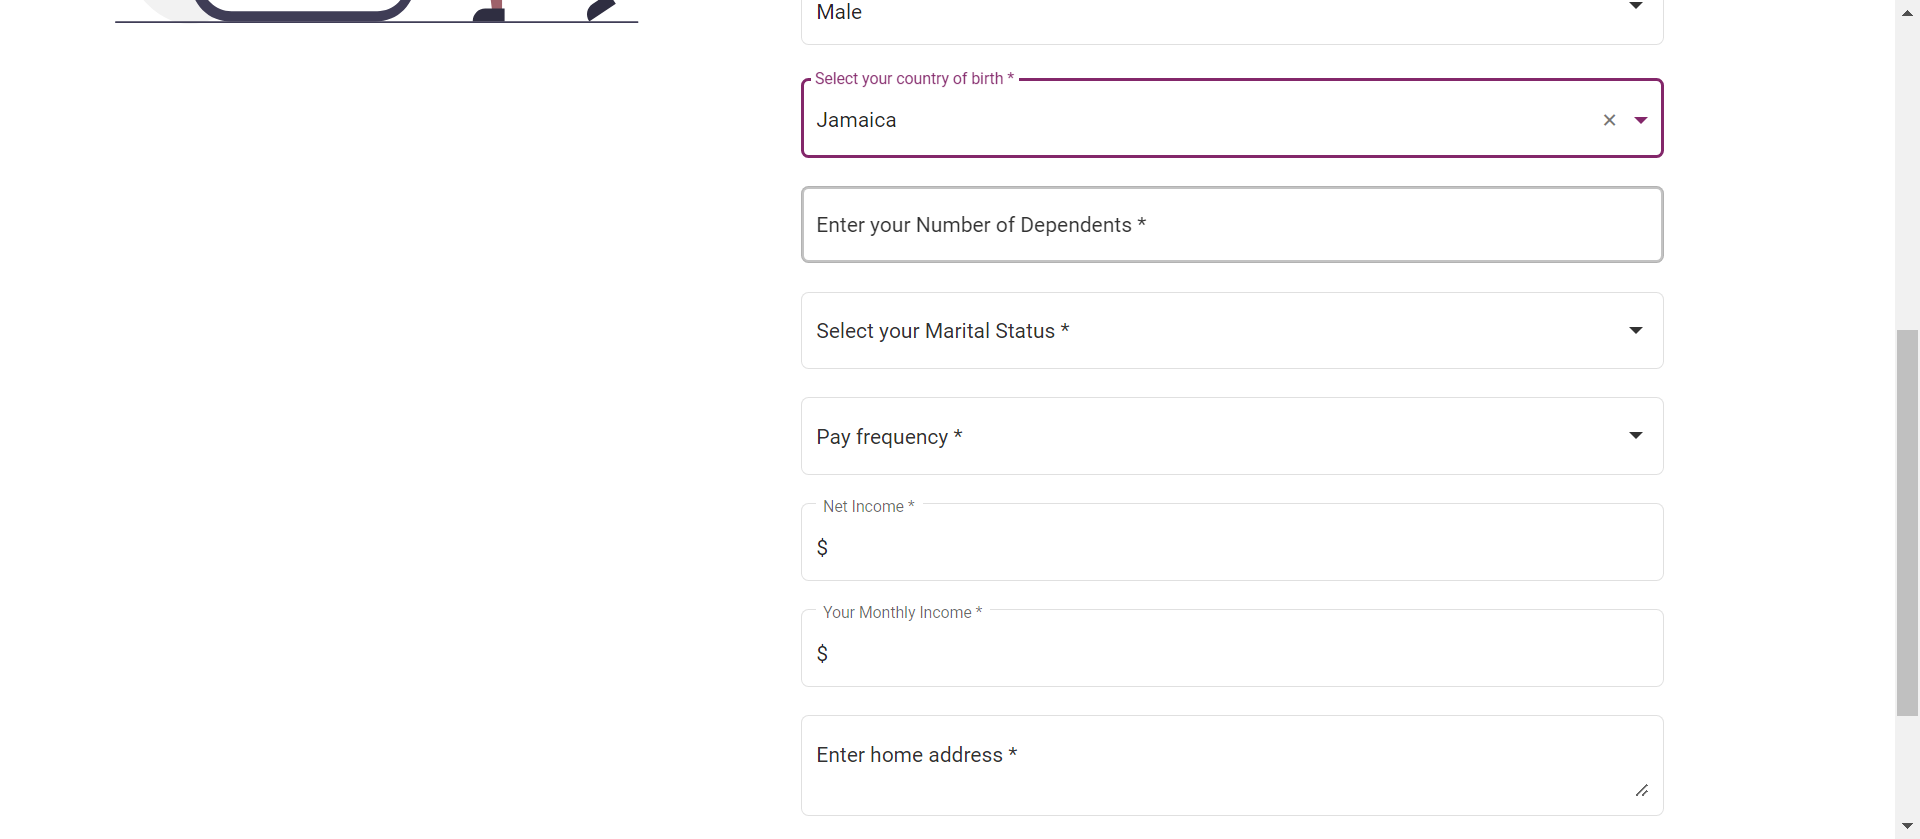 Male
Select your country of birth *
Jamaica
Enter your Number of Dependents *
Select your Marital Status *
Pay frequency *
Net Income *
$
Your Monthly Income *
$
Enter home address *